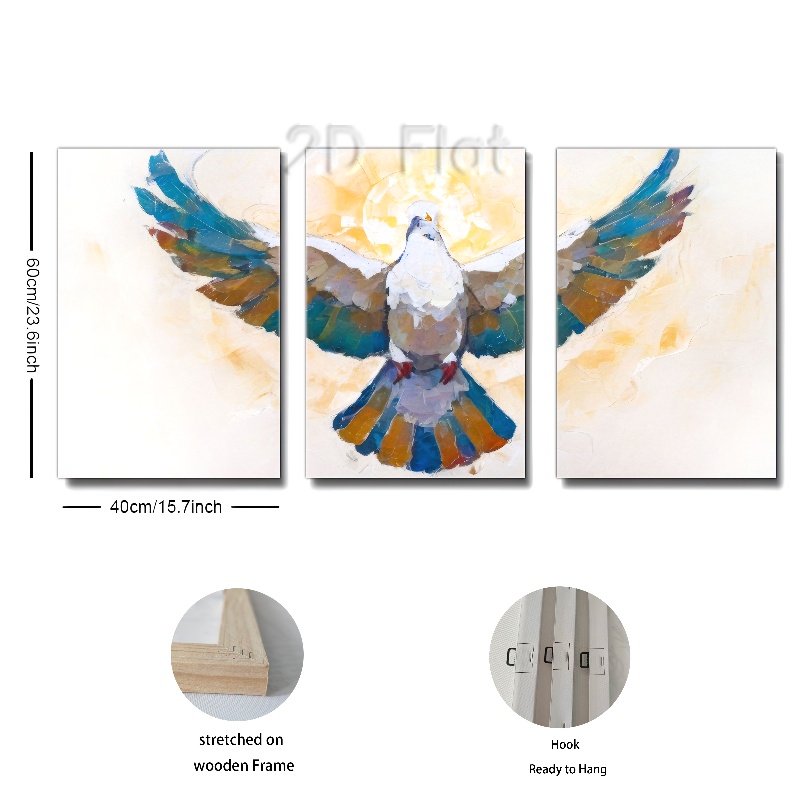 2D Flat
60cm/23.6inch
40cm/15.7inch
stretched on
wooden Frame
Hook
Ready to Hang